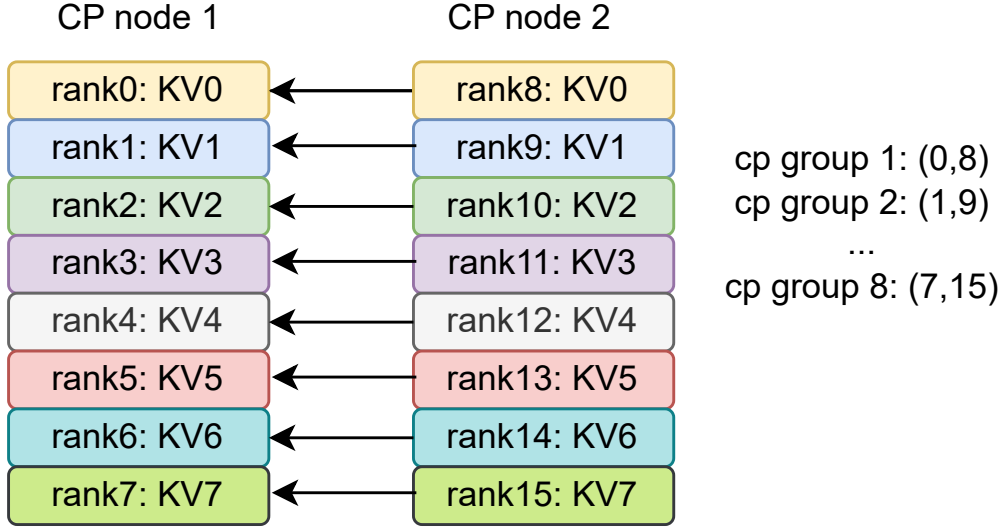 CP node 1
CP node 2
rank0: KV0
rank8: KV0
rank1: KV1
rank9: KV1
rank2: KV2
rank10: KV2
rank3: KV3
rank11: KV3
rank4: KV4
rank12: KV4
rank5: KV5
rank13: KV5
rank6: KV6
rank14: KV6
rank7: KV7
rank15: KV7
cp group 1: (0,8)
cp group 2: (1,9)
...
cp group 8: (7,15)